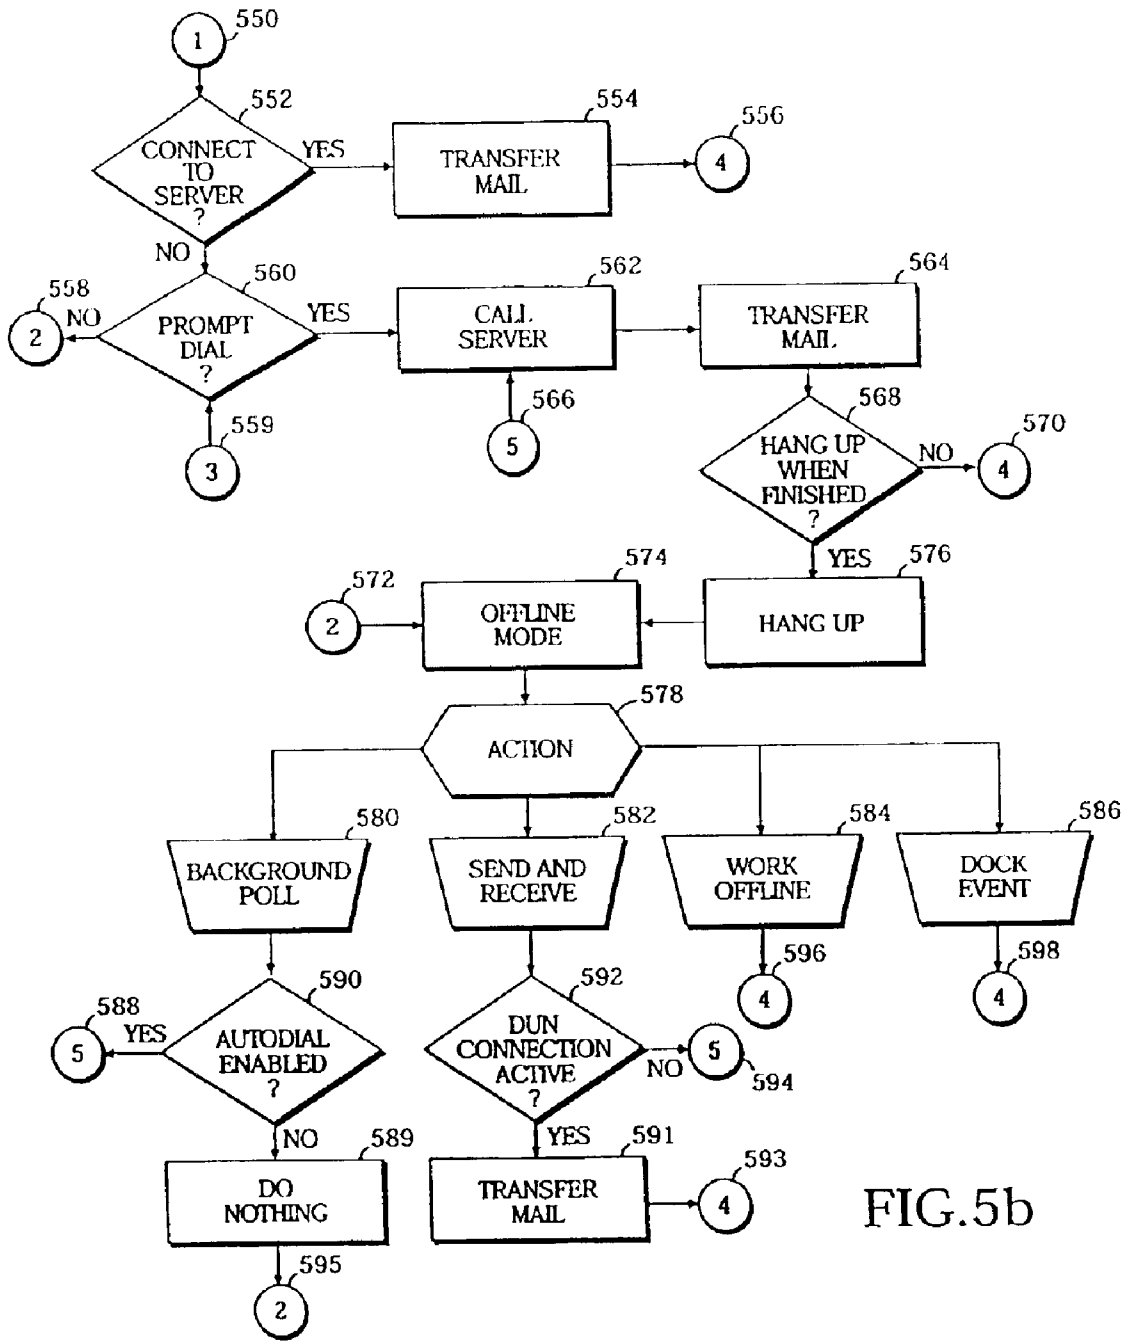 1
550
552
CONNECT
TO
SERVER
?
YES
554
TRANSFER
MAIL
556
4
NO
558
2
NO
560
PROMPT
DIAL
?
YES
562
CALL
SERVER
564
TRANSFER
MAIL
559
3
566
5
568
HANG UP
WHEN
FINISHED
?
NO
570
4
YES
572
2
574
OFFLINE
MODE
576
HANG UP
578
ACTION
580
BACKGROUND
POLL
582
SEND AND
RECEIVE
584
WORK
OFFLINE
586
DOCK
EVENT
588
5
YES
590
AUTODIAL
ENABLED
?
592
DUN
CONNECTION
ACTIVE
?
NO
5
594
596
4
598
4
NO
589
DO
NOTHING
YES
591
TRANSFER
MAIL
593
4
595
2
FIG.5b